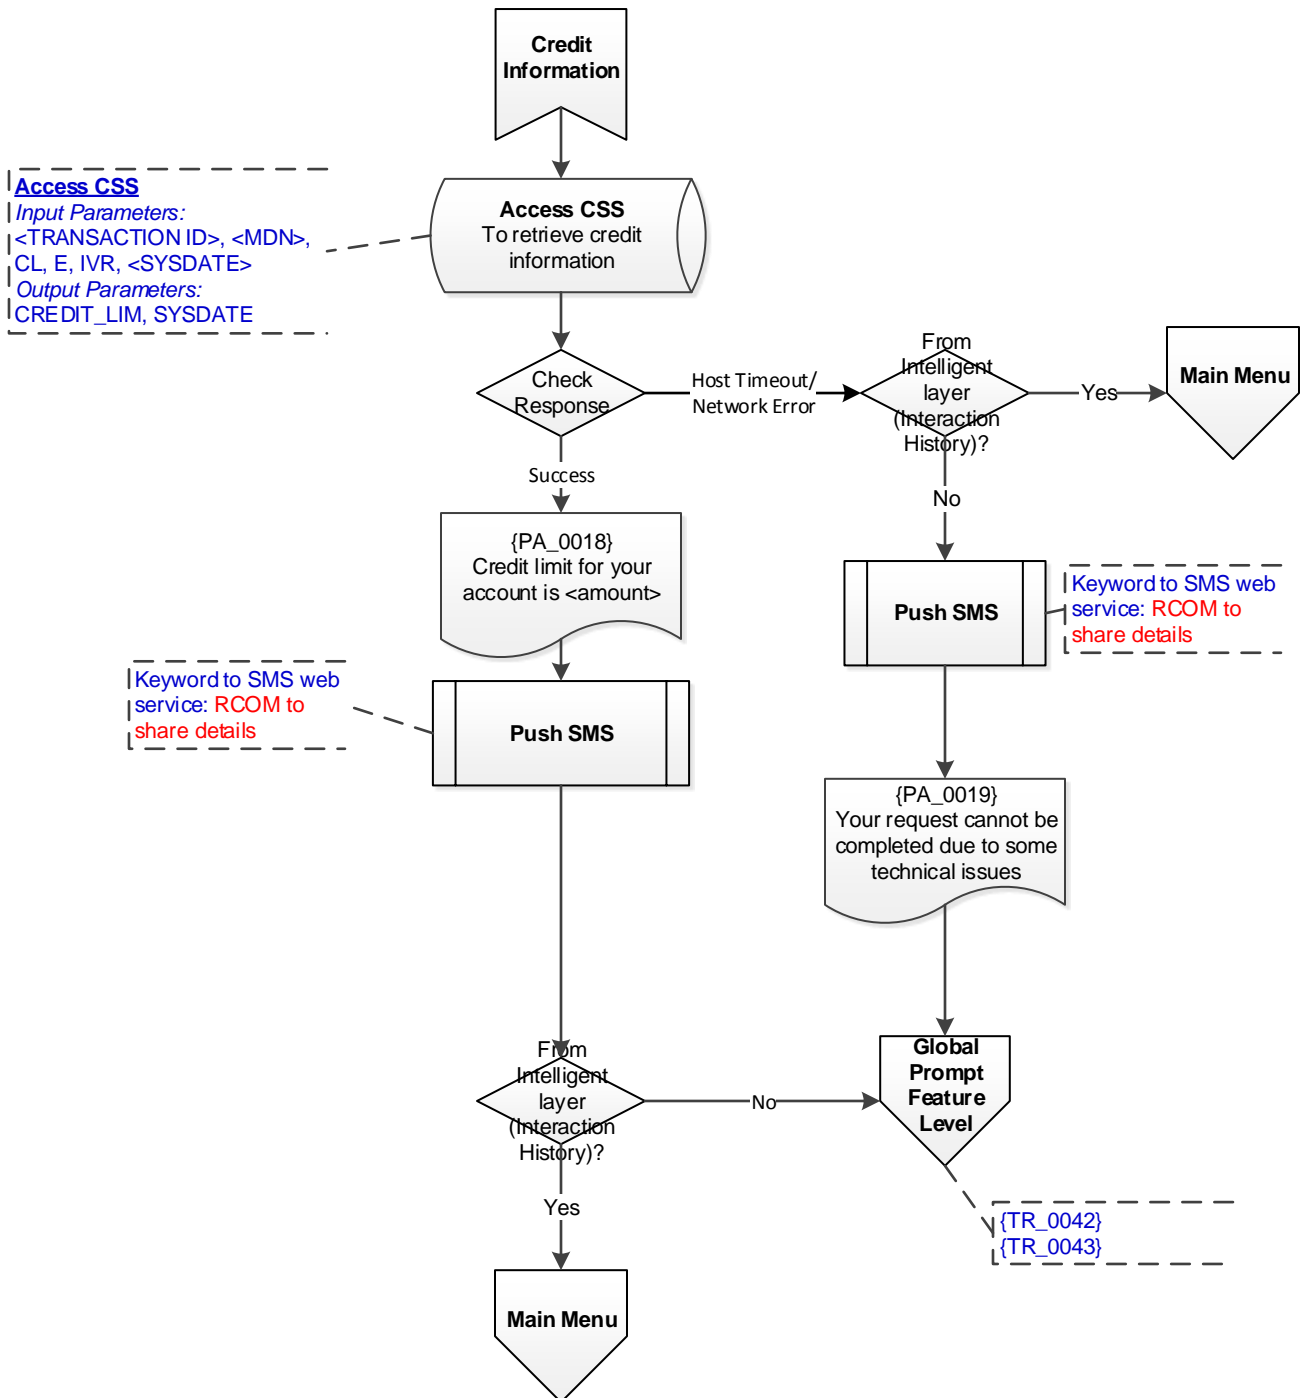 Credit
Information
Access CSS
Input Parameters:
<TRANSACTION ID>, <MDN>,
CL, E, IVR, <SYSDATE>
Output Parameters:
CREDIT_LIM, SYSDATE
Access CSS
To retrieve credit
information
Check
Response
Host Timeout/
Network Error
From
Intelligent
layer
(Interaction
History)?
Yes
Main Menu
Success
No
{PA_0018}
Credit limit for your
account is <amount>
Push SMS
Keyword to SMS web
service: RCOM to
share details
Keyword to SMS web
service: RCOM to
share details
Push SMS
{PA_0019}
Your request cannot be
completed due to some
technical issues
From
Intelligent
layer
(Interaction
History)?
No
Global
Prompt
Feature
Level
Yes
{TR_0042}
{TR_0043}
Main Menu